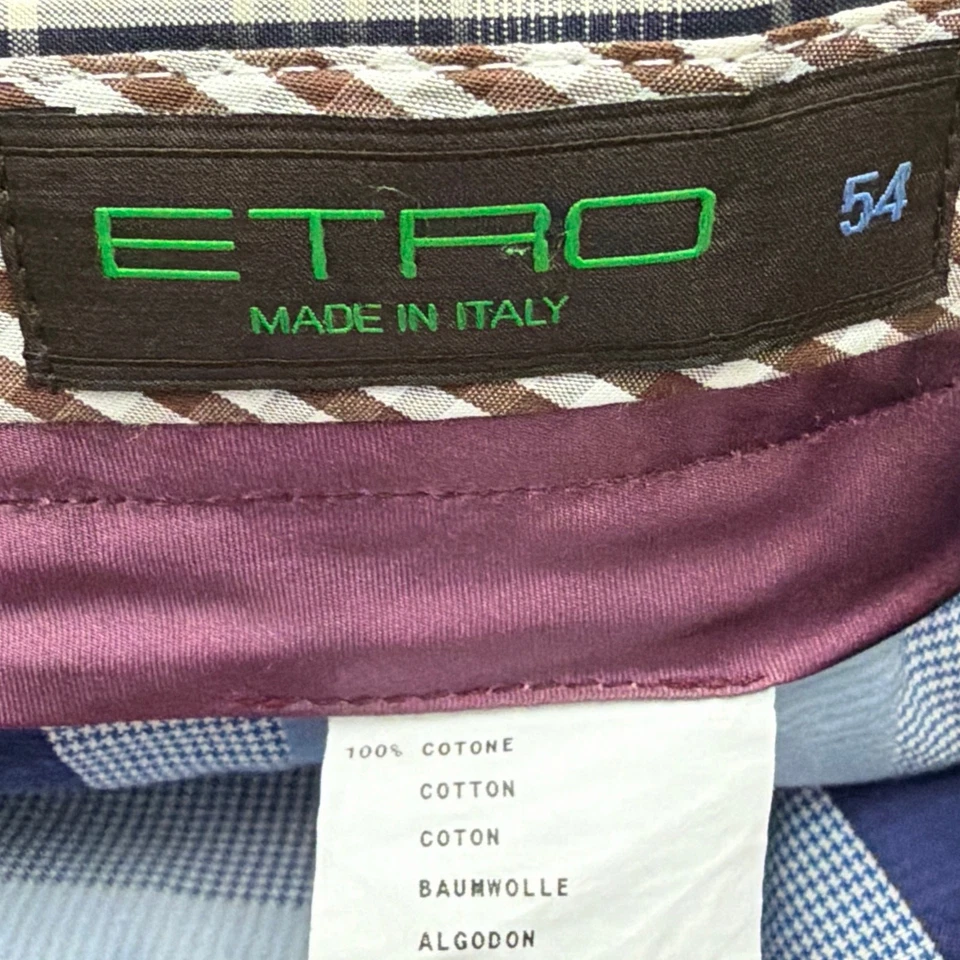 ETRO 54
MADE IN ITALY
100% COTONE
COTTON
COTON
BAUMWOLLE
ALGODON